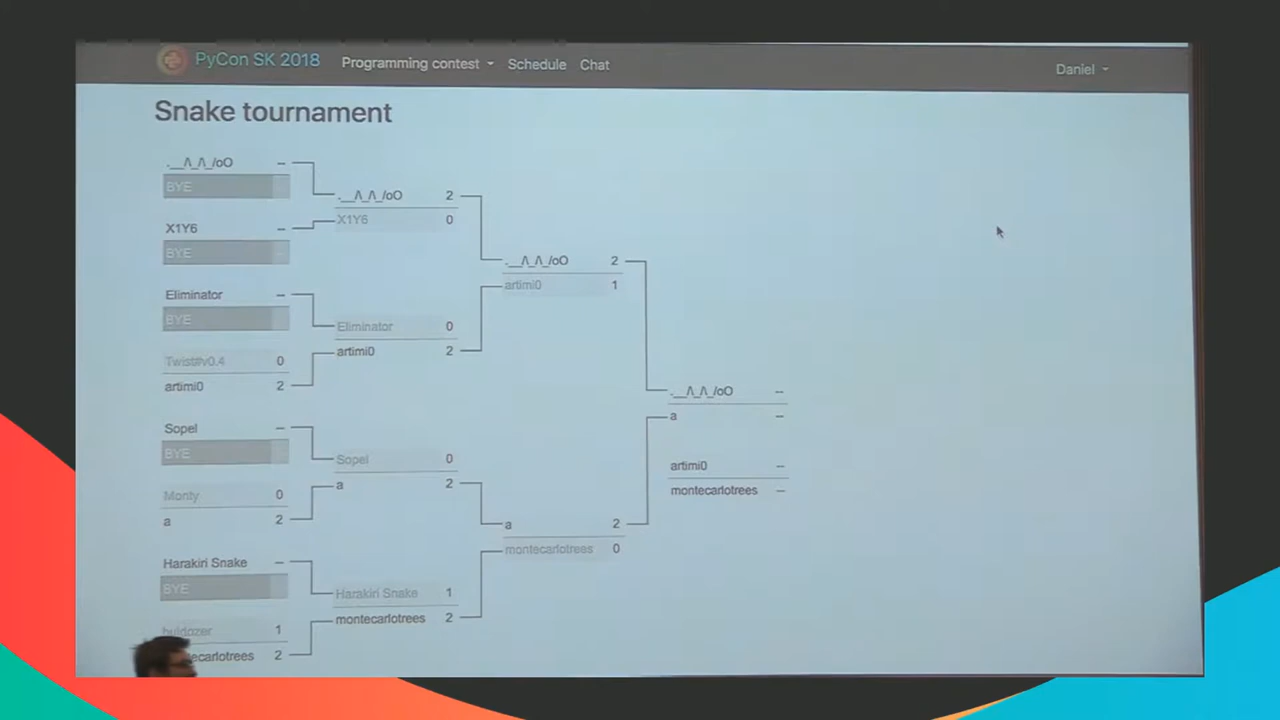 PyCon SK 2018 Programming contest Schedule Chat Daniel
Snake tournament
.__/\_/\_/oO --
BYE
X1Y6 --
BYE
Eliminator --
BYE
Twist#v0.4 0
artimi0 2
Sopel --
BYE
Monty 0
a 2
Harakiri Snake --
BYE
buldozer 1
ecarlotrees 2
.__/\_/\_/oO 2
X1Y6 0
Eliminator 0
artimi0 2
Sopel 0
a 2
Harakiri Snake 1
montecarlotrees 2
.__/\_/\_/oO 2
artimi0 1
a 2
montecarlotrees 0
.__/\_/\_/oO --
a --
artimi0 --
montecarlotrees --